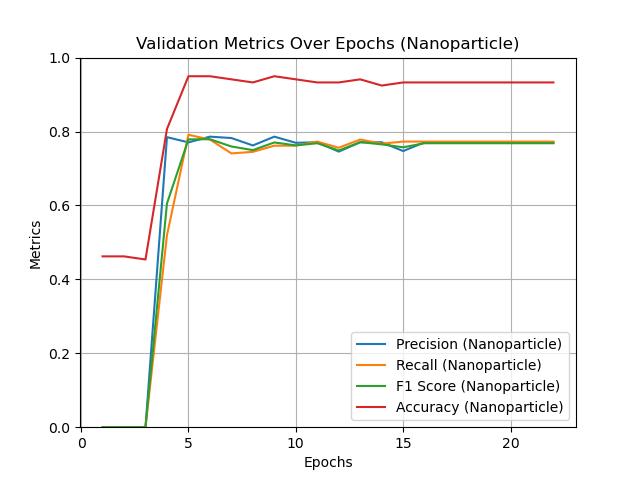 Validation Metrics Over Epochs (Nanoparticle)
1.0
0.8
0.6
0.4
0.2
0.0
Metrics
0 5 10 15 20
Epochs
Precision (Nanoparticle)
Recall (Nanoparticle)
F1 Score (Nanoparticle)
Accuracy (Nanoparticle)